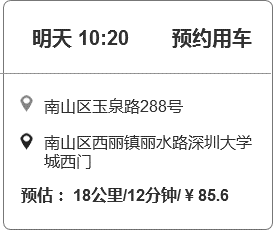 明天 10:20 预约用车
南山区玉泉路288号
南山区西丽镇丽水路深圳大学
城西门
预估： 18公里/12分钟/￥85.6